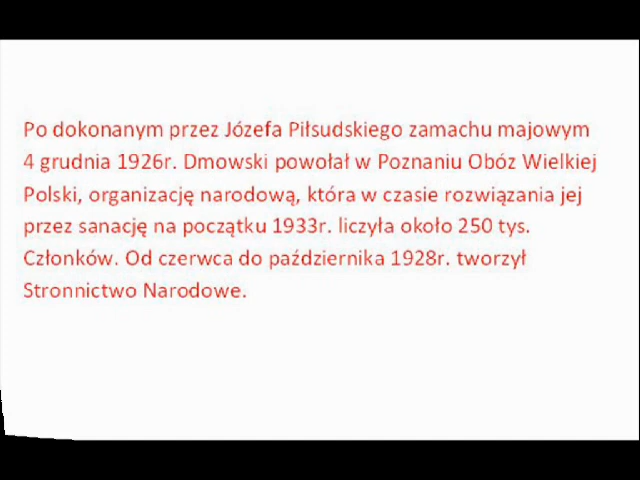 Po dokonanym przez Józefa Piłsudskiego zamachu majowym
4 grudnia 1926r. Dmowski powołał w Poznaniu Obóz Wielkiej
Polski, organizację narodową, która w czasie rozwiązania jej
przez sanację na początku 1933r. liczyła około 250 tys.
Członków. Od czerwca do października 1928r. tworzył
Stronnictwo Narodowe.